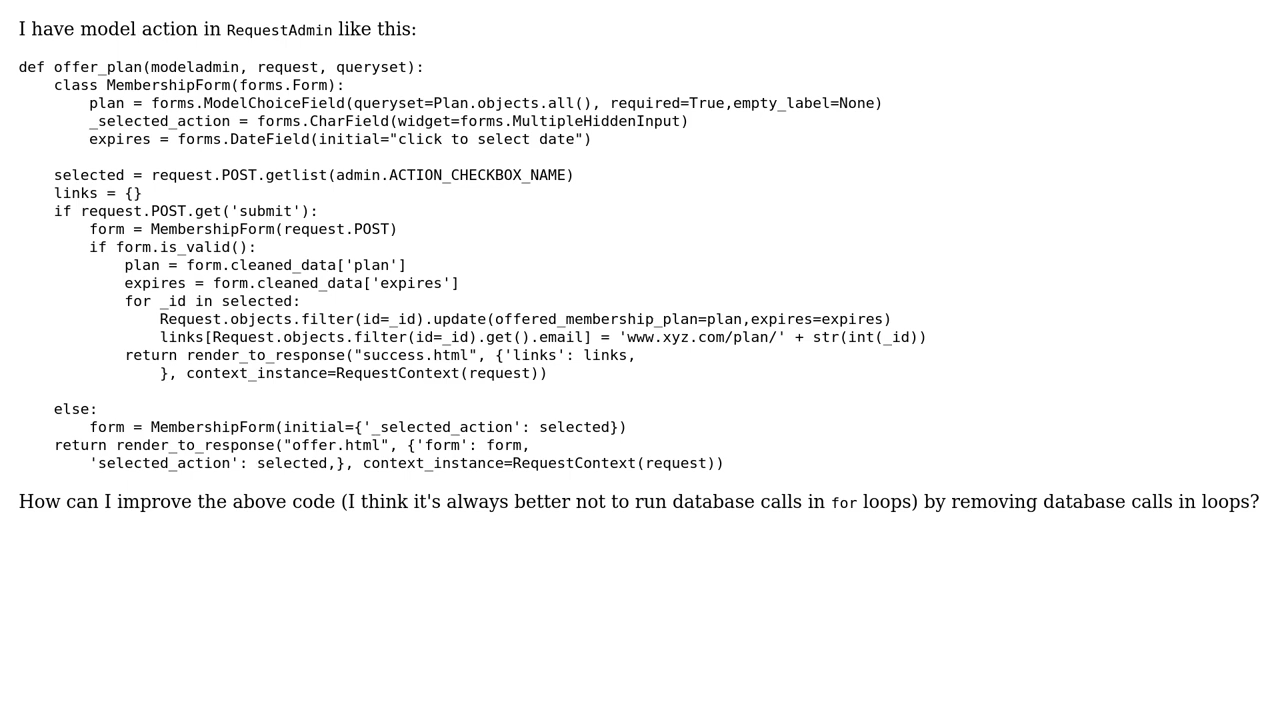 I have model action in RequestAdmin like this:
def offer_plan(modeladmin, request, queryset):
    class MembershipForm(forms.Form):
        plan = forms.ModelChoiceField(queryset=Plan.objects.all(), required=True,empty_label=None)
        _selected_action = forms.CharField(widget=forms.MultipleHiddenInput)
        expires = forms.DateField(initial="click to select date")

    selected = request.POST.getlist(admin.ACTION_CHECKBOX_NAME)
    links = {}
    if request.POST.get('submit'):
        form = MembershipForm(request.POST)
        if form.is_valid():
            plan = form.cleaned_data['plan']
            expires = form.cleaned_data['expires']
            for _id in selected:
                Request.objects.filter(id=_id).update(offered_membership_plan=plan,expires=expires)
                links[Request.objects.filter(id=_id).get().email] = 'www.xyz.com/plan/' + str(int(_id))
            return render_to_response("success.html", {'links': links,
                }, context_instance=RequestContext(request))

    else:
        form = MembershipForm(initial={'_selected_action': selected})
    return render_to_response("offer.html", {'form': form,
        'selected_action': selected,}, context_instance=RequestContext(request))
How can I improve the above code (I think it's always better not to run database calls in for loops) by removing database calls in loops?